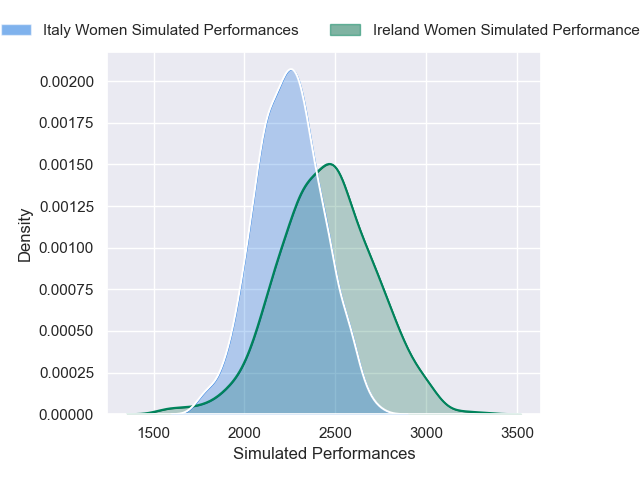 Italy Women Simulated Performances
Ireland Women Simulated Performance
0.00200
0.00175
0.00150
0.00125
0.00100
0.00075
0.00050
0.00025
0.00000
Density
1500 2000 2500 3000 3500
Simulated Performances